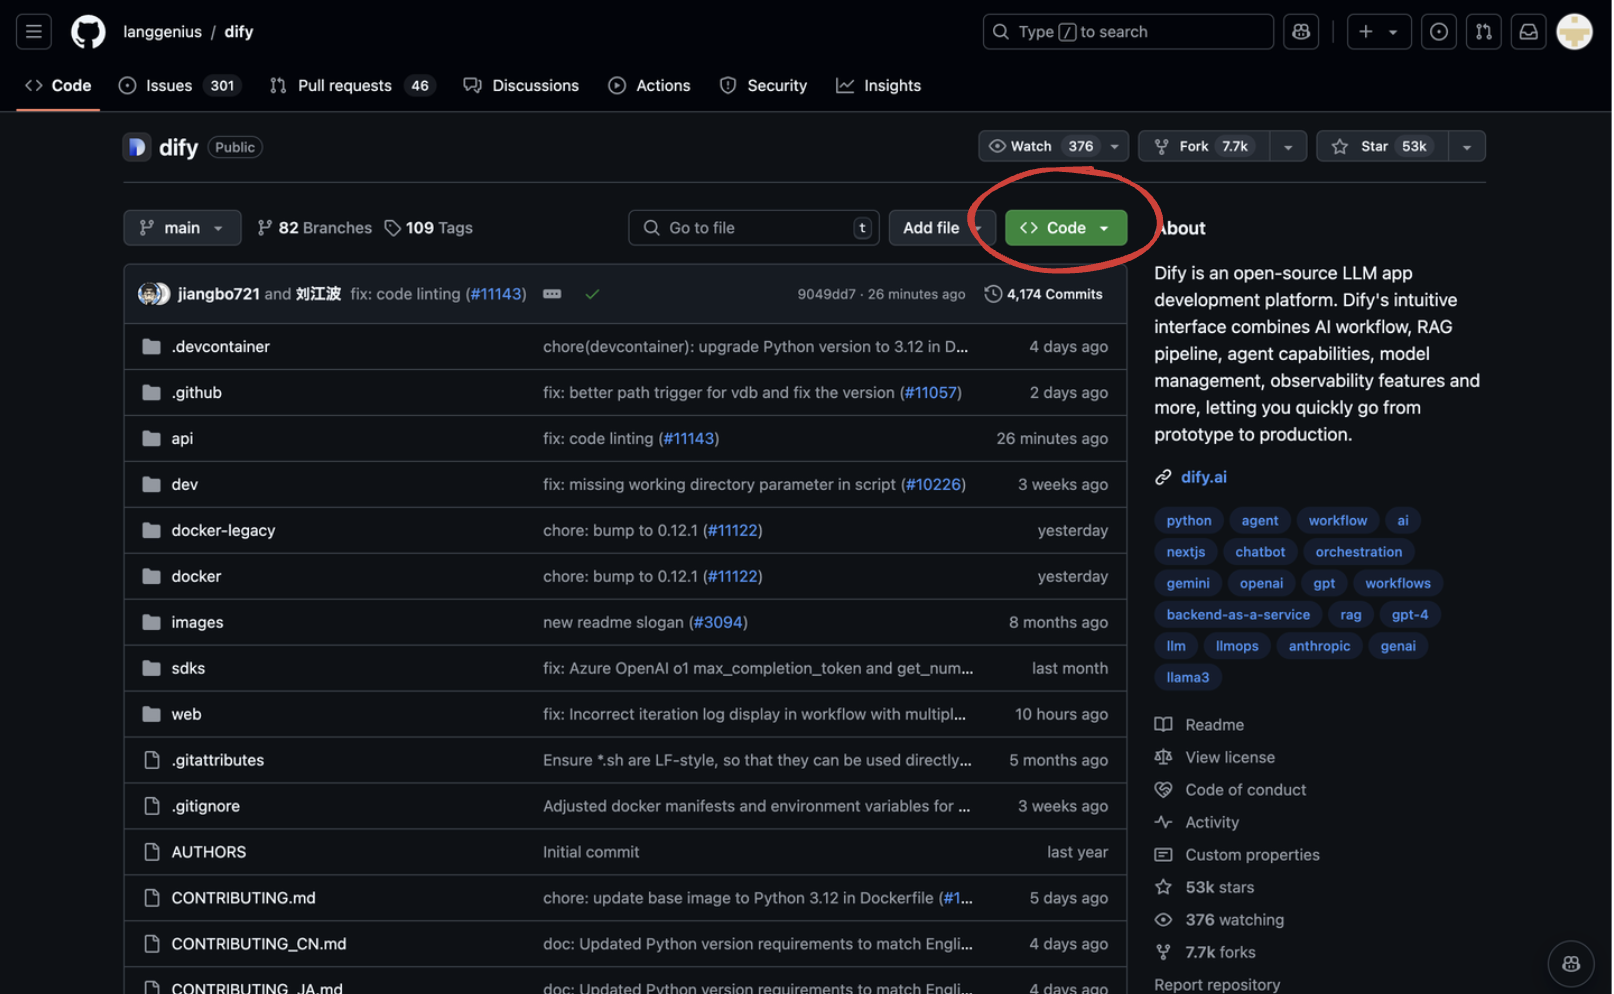 langgenius / dify
Type / to search
Code
Issues 301
Pull requests 46
Discussions
Actions
Security
Insights
dify Public
Watch 376
Fork 7.7k
Star 53k
main
82 Branches
109 Tags
Go to file t
Add file
Code
jiangbo721 and 刘江波 fix: code linting (#11143)
9049dd7 · 26 minutes ago
4,174 Commits
.devcontainer chore(devcontainer): upgrade Python version to 3.12 in D... 4 days ago
.github fix: better path trigger for vdb and fix the version (#11057) 2 days ago
api fix: code linting (#11143) 26 minutes ago
dev fix: missing working directory parameter in script (#10226) 3 weeks ago
docker-legacy chore: bump to 0.12.1 (#11122) yesterday
docker chore: bump to 0.12.1 (#11122) yesterday
images new readme slogan (#3094) 8 months ago
sdks fix: Azure OpenAI o1 max_completion_token and get_num... last month
web fix: Incorrect iteration log display in workflow with multipl... 10 hours ago
.gitattributes Ensure *.sh are LF-style, so that they can be used directly... 5 months ago
.gitignore Adjusted docker manifests and environment variables for ... 3 weeks ago
AUTHORS Initial commit last year
CONTRIBUTING.md chore: update base image to Python 3.12 in Dockerfile (#1... 5 days ago
CONTRIBUTING_CN.md doc: Updated Python version requirements to match Engli... 4 days ago
CONTRIBUTING_JA.md doc: Updated Python version requirements to match Engli... 4 days ago
About
Dify is an open-source LLM app
development platform. Dify's intuitive
interface combines AI workflow, RAG
pipeline, agent capabilities, model
management, observability features and
more, letting you quickly go from
prototype to production.
dify.ai
python agent workflow ai
nextjs chatbot orchestration
gemini openai gpt workflows
backend-as-a-service rag gpt-4
llm llmops anthropic genai
llama3
Readme
View license
Code of conduct
Activity
Custom properties
53k stars
376 watching
7.7k forks
Report repository